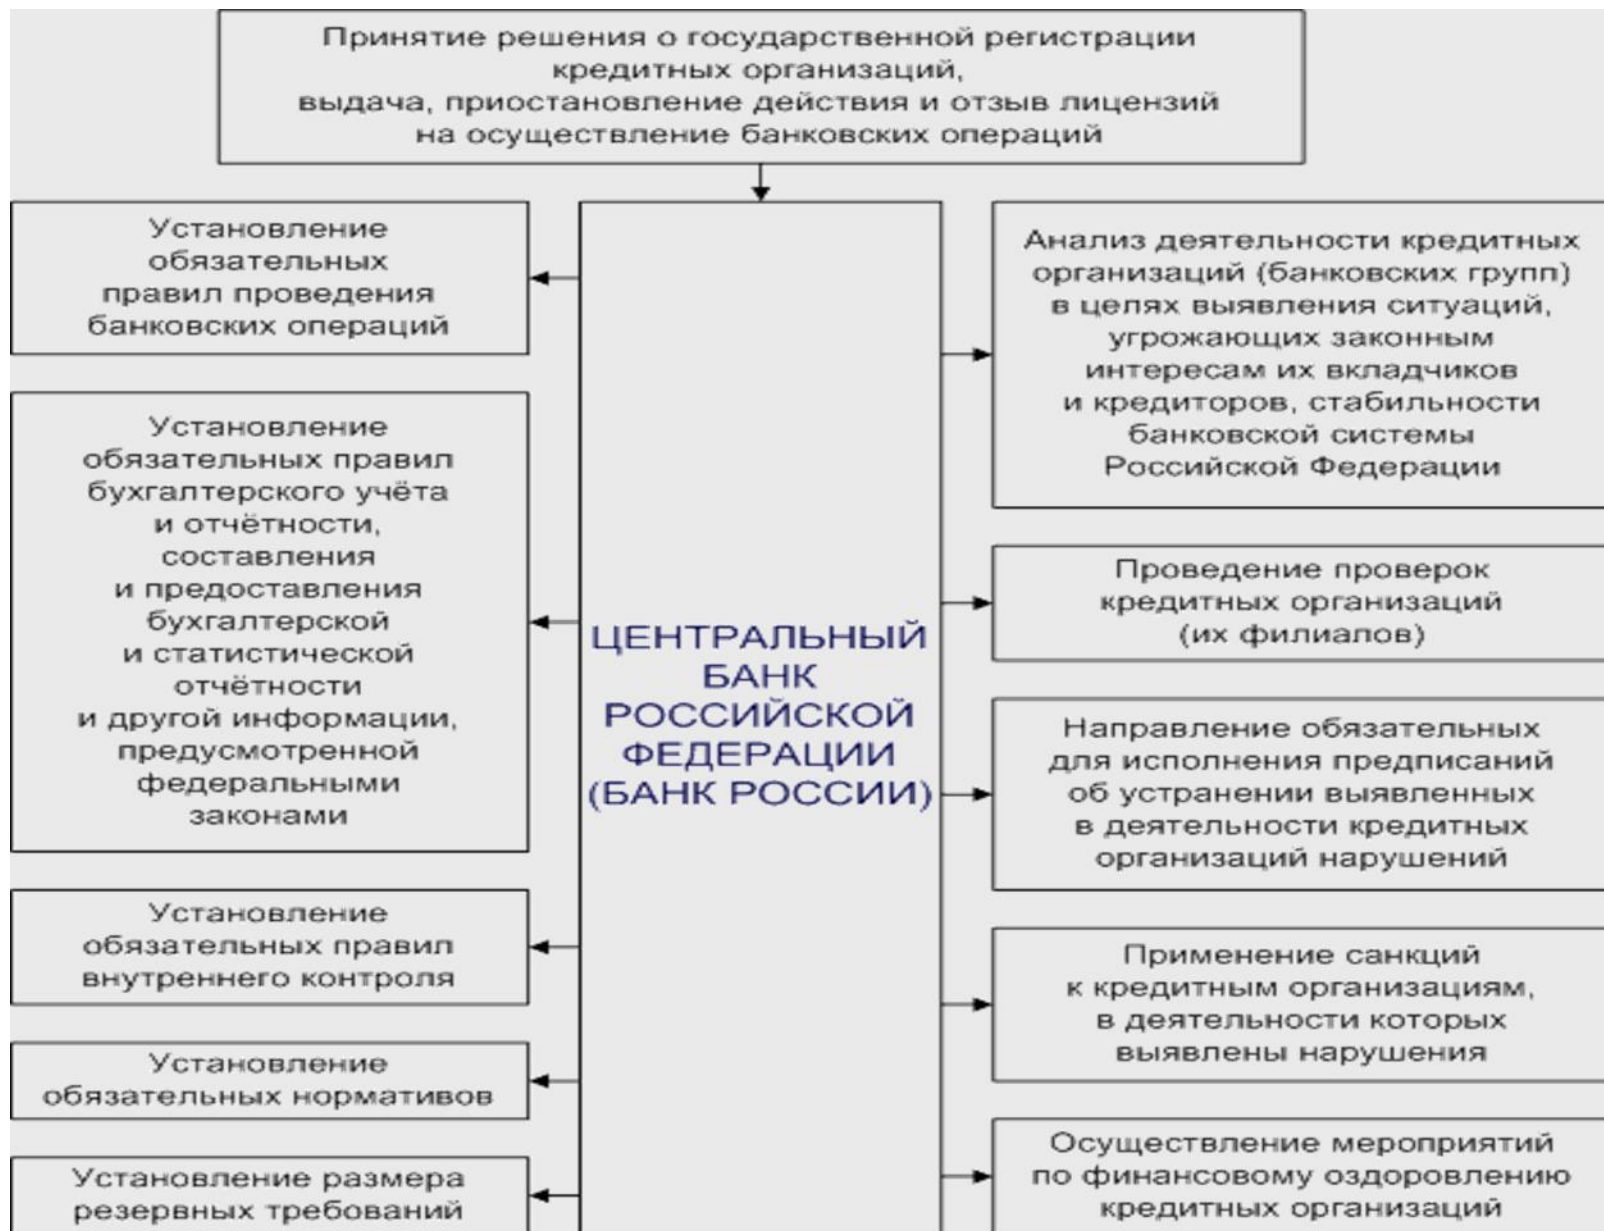 Принятие решения о государственной регистрации
кредитных организаций,
выдача, приостановление действия и отзыв лицензий
на осуществление банковских операций
Установление
обязательных
правил проведения
банковских операций
Установление
обязательных правил
бухгалтерского учёта
и отчётности,
составления
и предоставления
бухгалтерской
и статистической
отчётности
и другой информации,
предусмотренной
федеральными
законами
Установление
обязательных правил
внутреннего контроля
Установление
обязательных нормативов
Установление размера
резервных требований
ЦЕНТРАЛЬНЫЙ
БАНК
РОССИЙСКОЙ
ФЕДЕРАЦИИ
(БАНК РОССИИ)
Анализ деятельности кредитных
организаций (банковских групп)
в целях выявления ситуаций,
угрожающих законным
интересам их вкладчиков
и кредиторов, стабильности
банковской системы
Российской Федерации
Проведение проверок
кредитных организаций
(их филиалов)
Направление обязательных
для исполнения предписаний
об устранении выявленных
в деятельности кредитных
организаций нарушений
Применение санкций
к кредитным организациям,
в деятельности которых
выявлены нарушения
Осуществление мероприятий
по финансовому оздоровлению
кредитных организаций